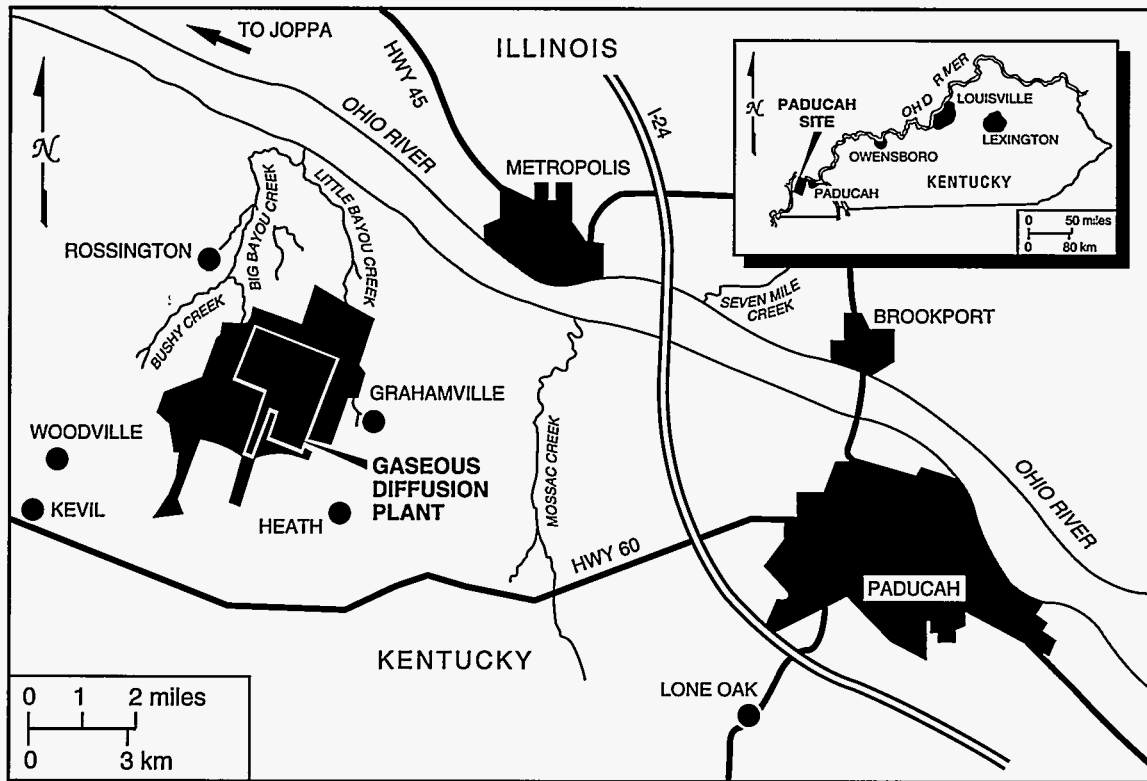 TO JOPPA
ILLINOIS
HWY 45
I-24
N
OHIO RIVER
METROPOLIS
LITTLE BAYOU CREEK
BIG BAYOU CREEK
ROSSINGTON
BUSHY CREEK
SEVEN MILE
CREEK
BROOKPORT
GRAHAMVILLE
WOODVILLE
GASEOUS
DIFFUSION
PLANT
KEVIL
HEATH
MOSSAC CREEK
HWY 60
OHIO RIVER
PADUCAH
KENTUCKY
LONE OAK
0 1 2 miles
0 3 km
N
PADUCAH
SITE
OHD RIVER
LOUISVILLE
LEXINGTON
OWENSBORO
KENTUCKY
PADUCAH
0 50 miles
0 80 km